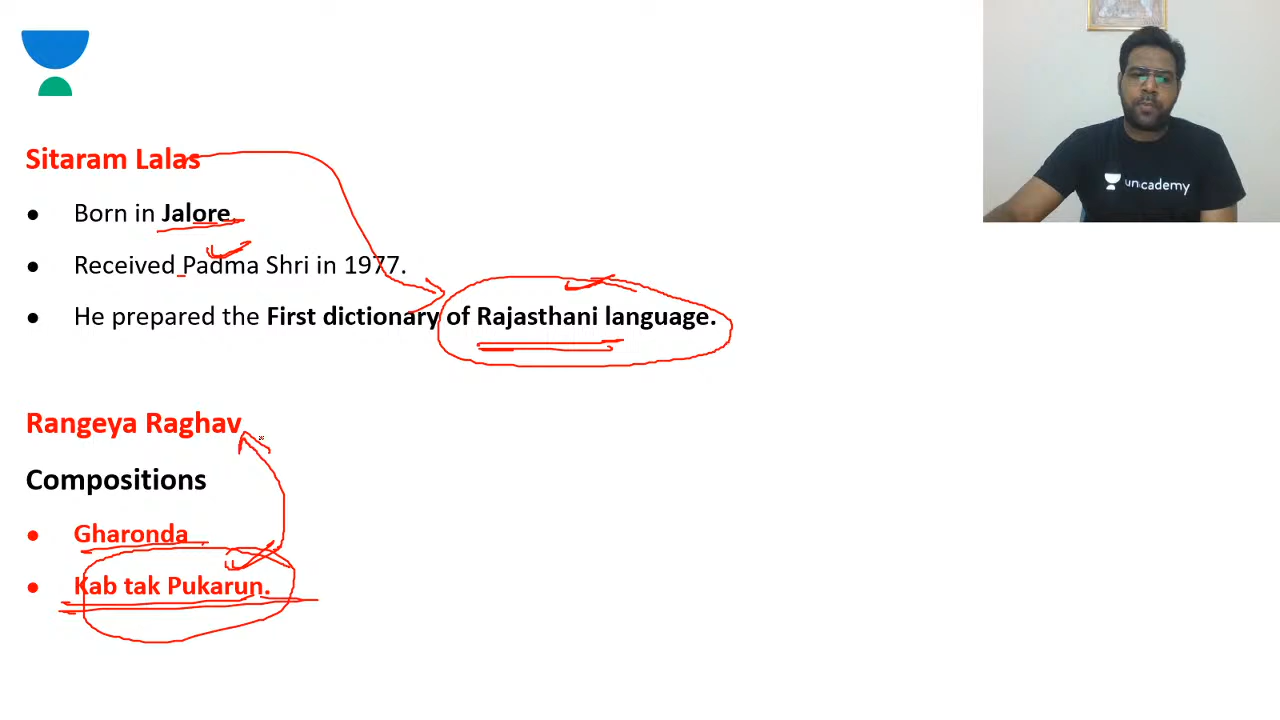 Sitaram Lalas
● Born in Jalore.
● Received Padma Shri in 1977.
● He prepared the First dictionary of Rajasthani language.
Rangeya Raghav
Compositions
● Gharonda
● Kab tak Pukarun.
unacademy